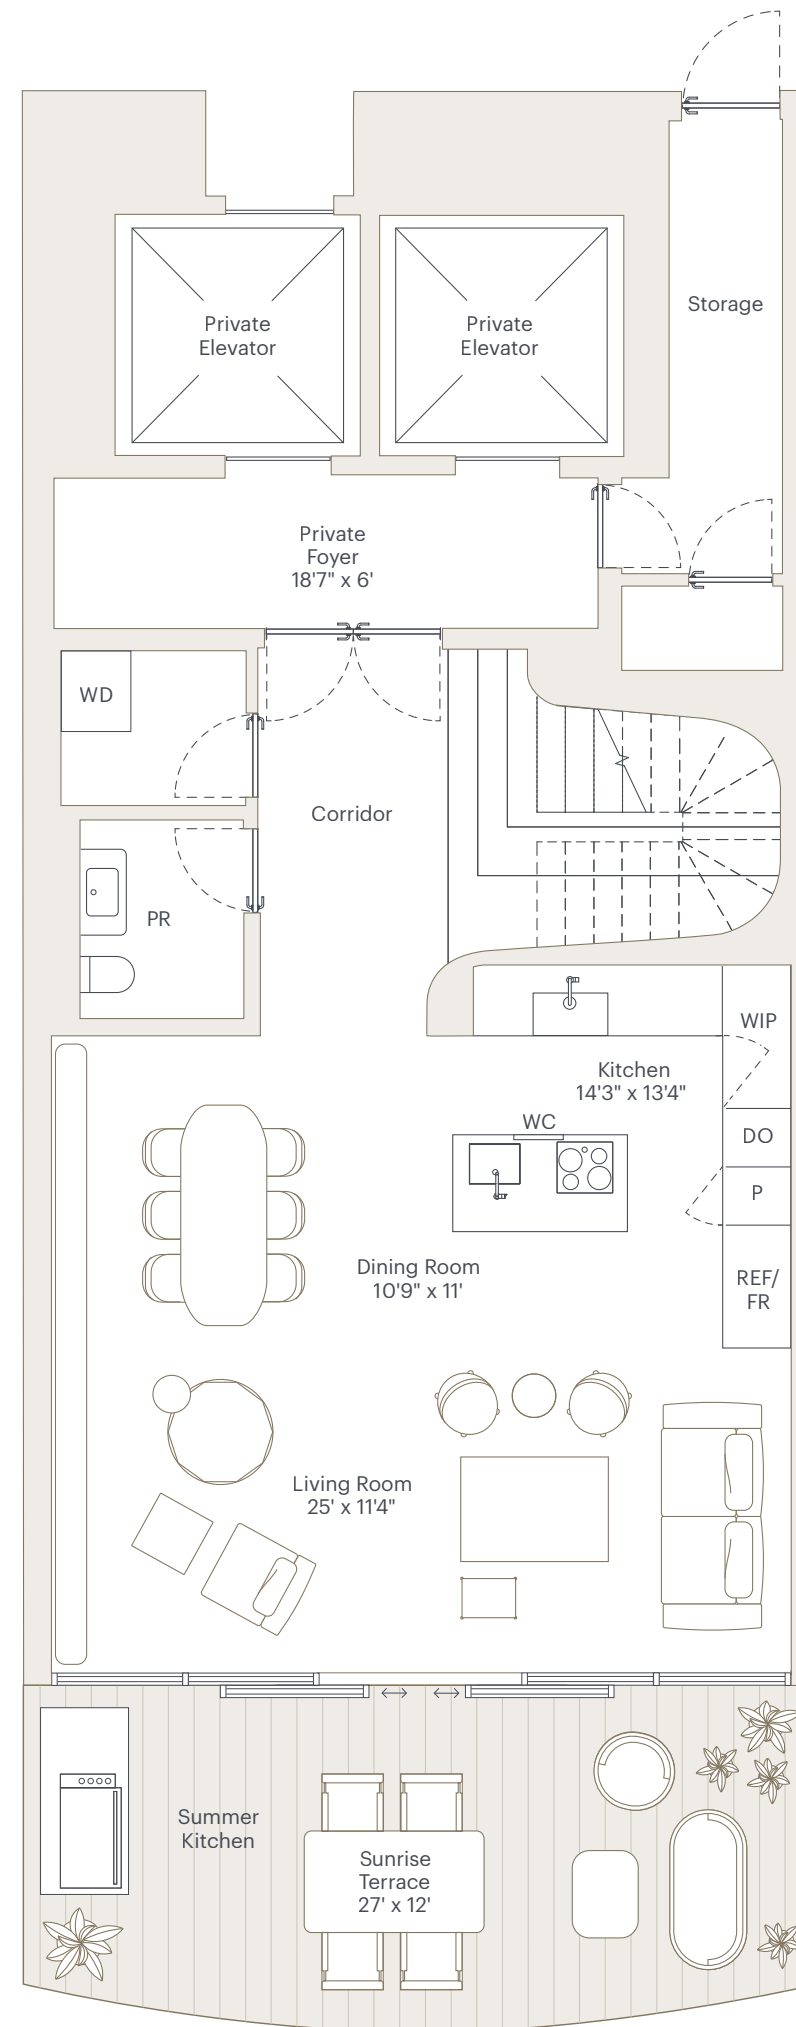 Storage
Private
Elevator
Private
Elevator
Private
Foyer
18'7" x 6'
WD
Corridor
PR
WIP
Kitchen
14'3" x 13'4"
WC
DO
P
Dining Room
10'9" x 11'
REF/
FR
Living Room
25' x 11'4"
Summer
Kitchen
Sunrise
Terrace
27' x 12'